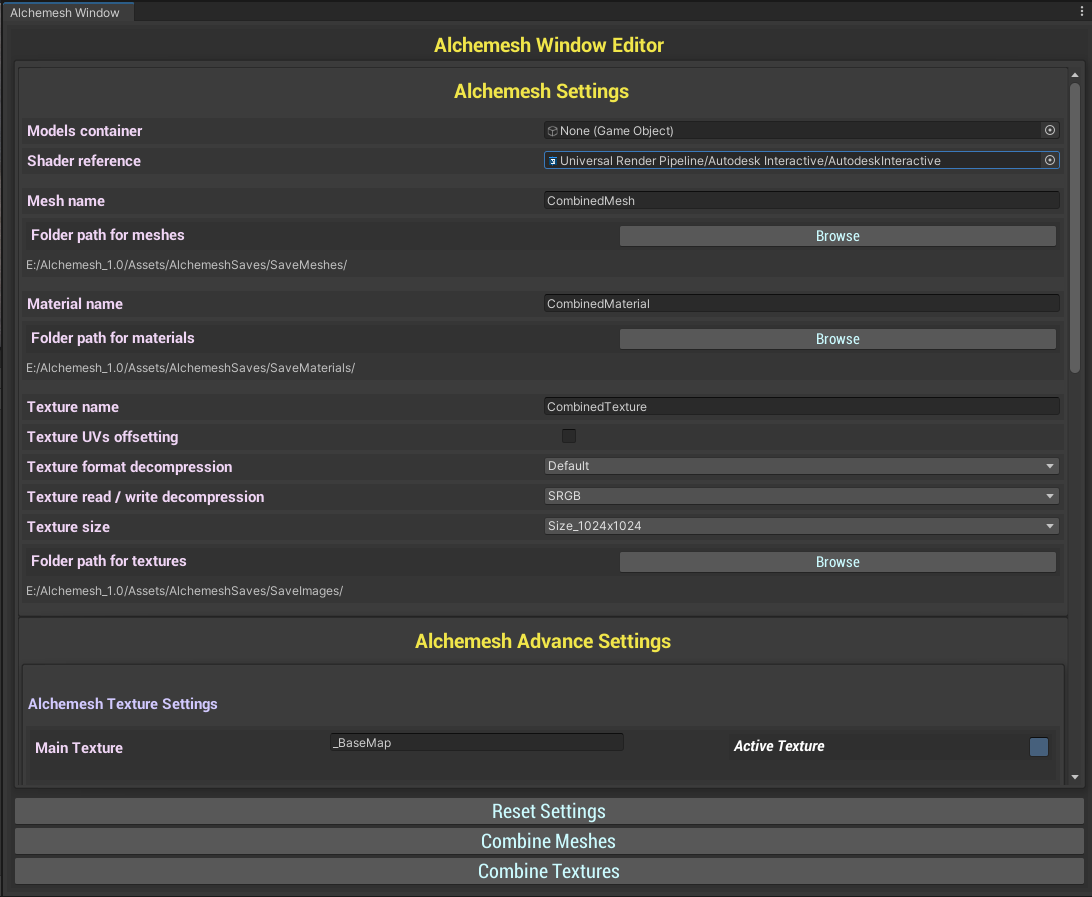 Alchemesh Window
Alchemesh Window Editor
Alchemesh Settings
Models container None (Game Object)
Shader reference Universal Render Pipeline/Autodesk Interactive/AutodeskInteractive
Mesh name CombinedMesh
Folder path for meshes Browse
E:/Alchemesh_1.0/Assets/AlchemeshSaves/SaveMeshes/
Material name CombinedMaterial
Folder path for materials Browse
E:/Alchemesh_1.0/Assets/AlchemeshSaves/SaveMaterials/
Texture name CombinedTexture
Texture UVs offsetting
Texture format decompression Default
Texture read / write decompression SRGB
Texture size Size_1024x1024
Folder path for textures Browse
E:/Alchemesh_1.0/Assets/AlchemeshSaves/SaveImages/
Alchemesh Advance Settings
Alchemesh Texture Settings
Main Texture _BaseMap Active Texture
Reset Settings
Combine Meshes
Combine Textures